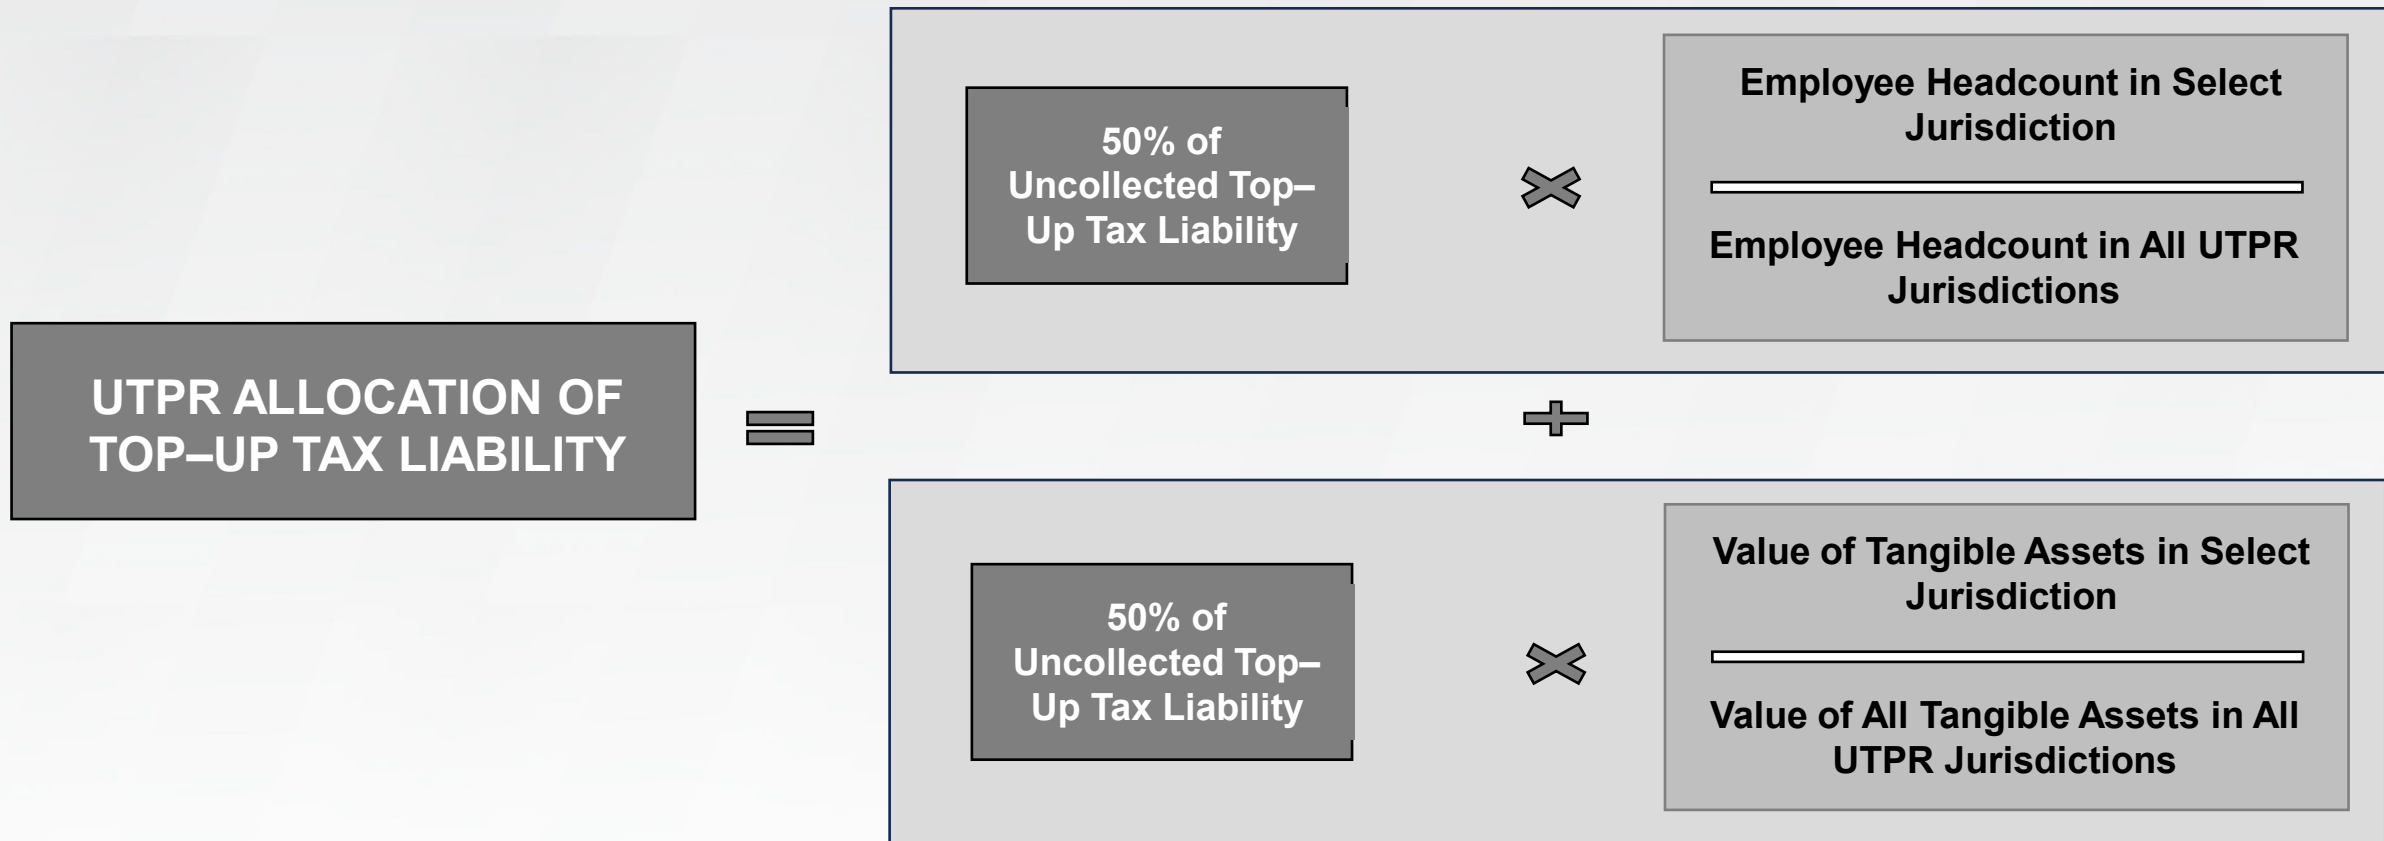 UTPR ALLOCATION OF
TOP–UP TAX LIABILITY
50% of
Uncollected Top–
Up Tax Liability
Employee Headcount in Select
Jurisdiction
Employee Headcount in All UTPR
Jurisdictions
50% of
Uncollected Top–
Up Tax Liability
Value of Tangible Assets in Select
Jurisdiction
Value of All Tangible Assets in All
UTPR Jurisdictions